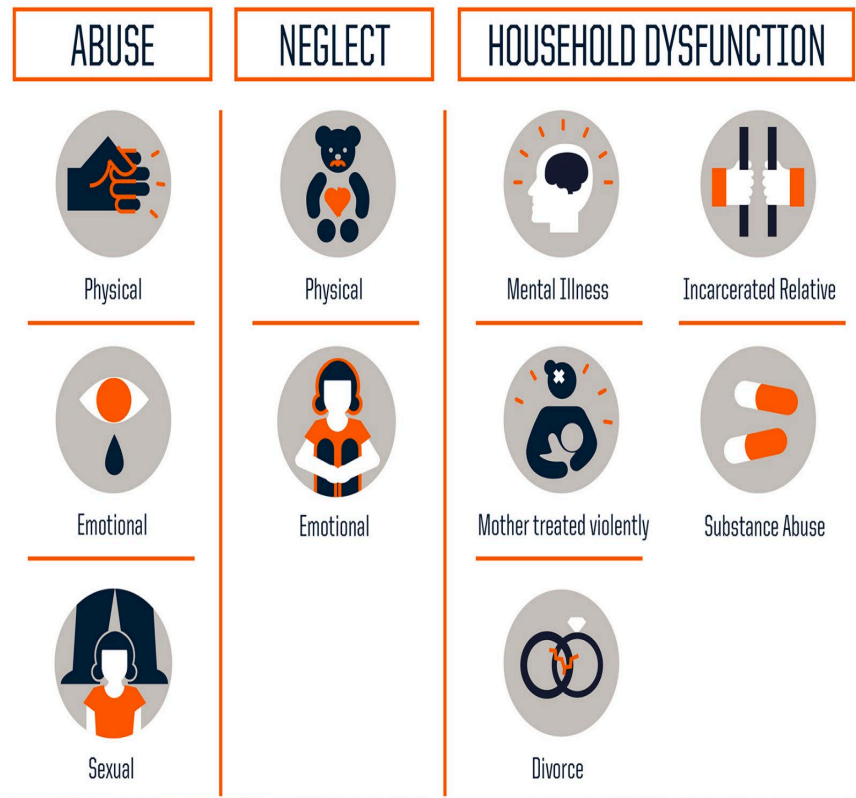 ABUSE
NEGLECT
HOUSEHOLD DYSFUNCTION
Physical
Physical
Mental Illness
Incarcerated Relative
Emotional
Emotional
Mother treated violently
Substance Abuse
Sexual
Divorce